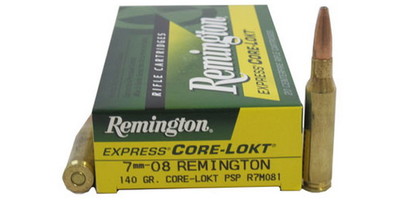 RIFLE CARTRIDGES
Remington
EXPRESS CORE-LOKT
Remington
EXPRESS® CORE-LOKT®
7mm-08 REMINGTON
140 GR. CORE-LOKT PSP R7M081